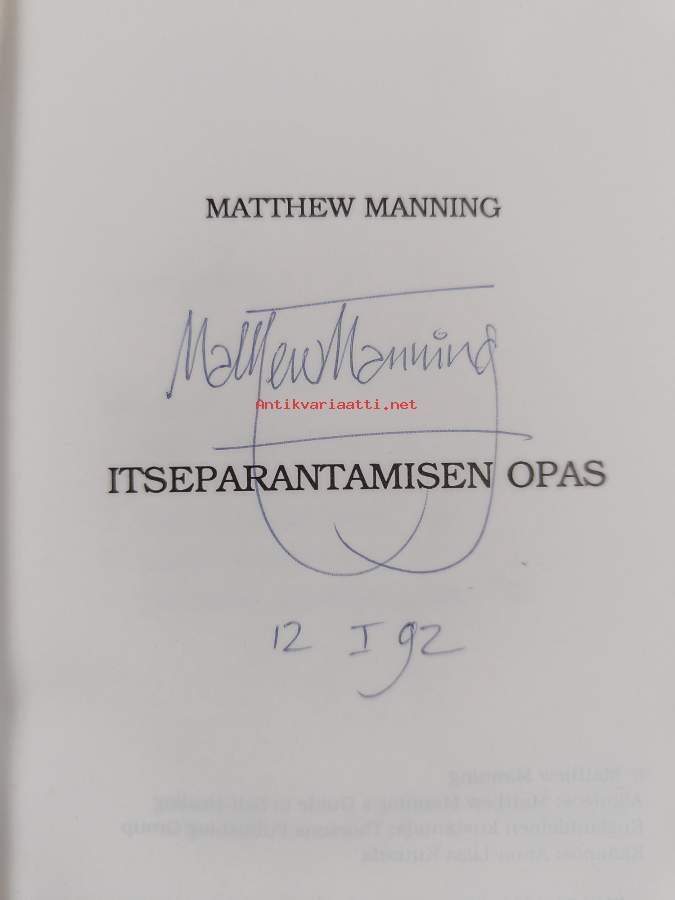 MATTHEW MANNING
Matthew Manning
Antikvariaatti.net
ITSEPARANTAMISEN OPAS
12 I 92